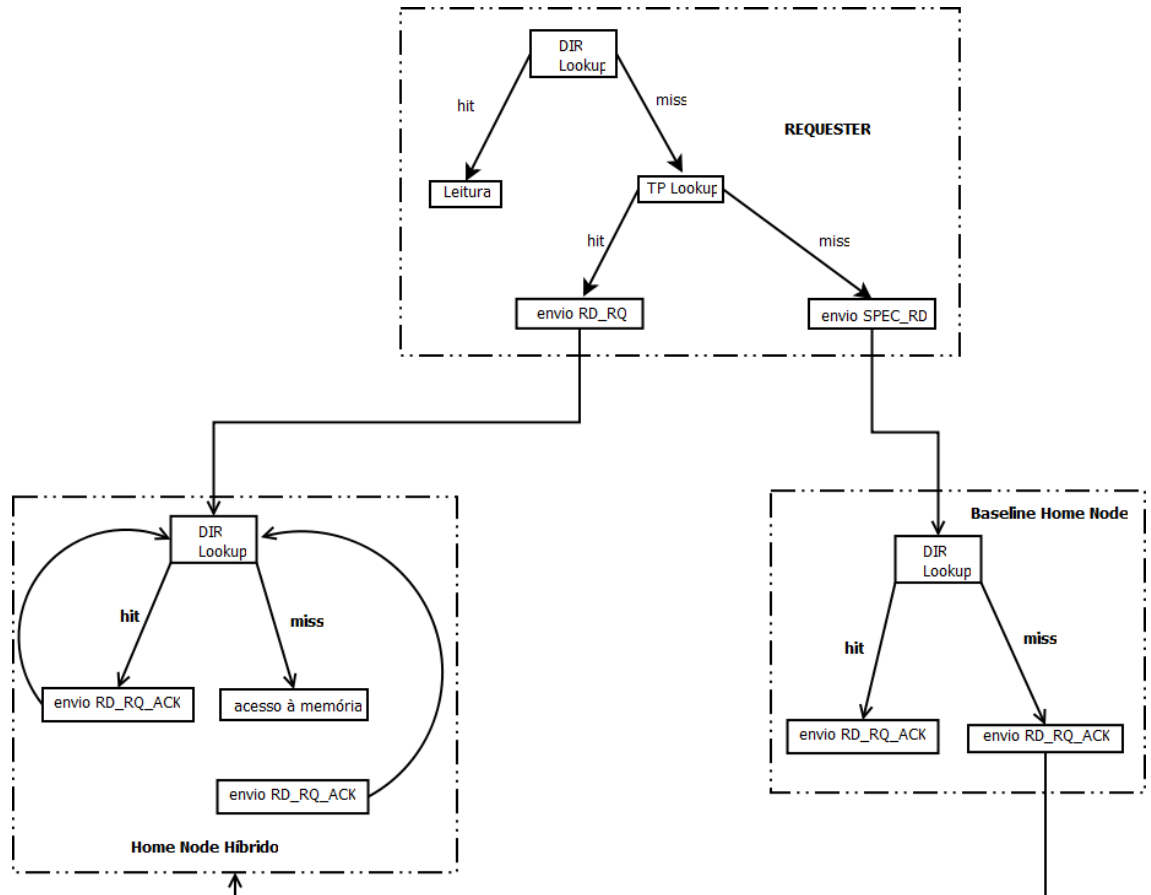 DIR
Lookup
hit
miss
REQUESTER
Leitura
TP Lookup
hit
miss
envio RD_RQ
envio SPEC_RD
DIR
Lookup
hit
miss
envio RD_RQ_ACK
acesso à memória
envio RD_RQ_ACK
Home Node Híbrido
Baseline Home Node
DIR
Lookup
hit
miss
envio RD_RQ_ACK
envio RD_RQ_ACK